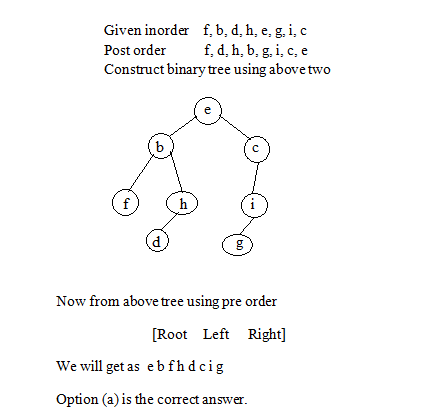 Given inorder f, b, d, h, e, g, i, c
Post order f, d, h, b, g, i, c, e
Construct binary tree using above two
e
b c
f h i
d g
Now from above tree using pre order
[Root Left Right]
We will get as e b f h d c i g
Option (a) is the correct answer.